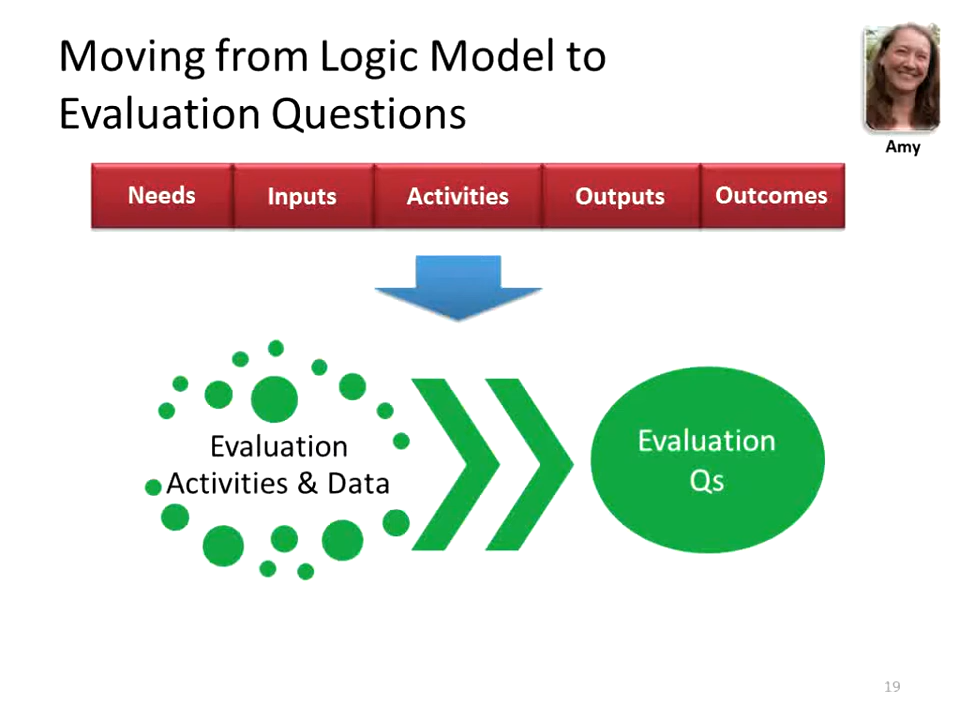 Moving from Logic Model to
Evaluation Questions
Amy
Needs
Inputs
Activities
Outputs
Outcomes
Evaluation
Activities & Data
Evaluation
Qs
19